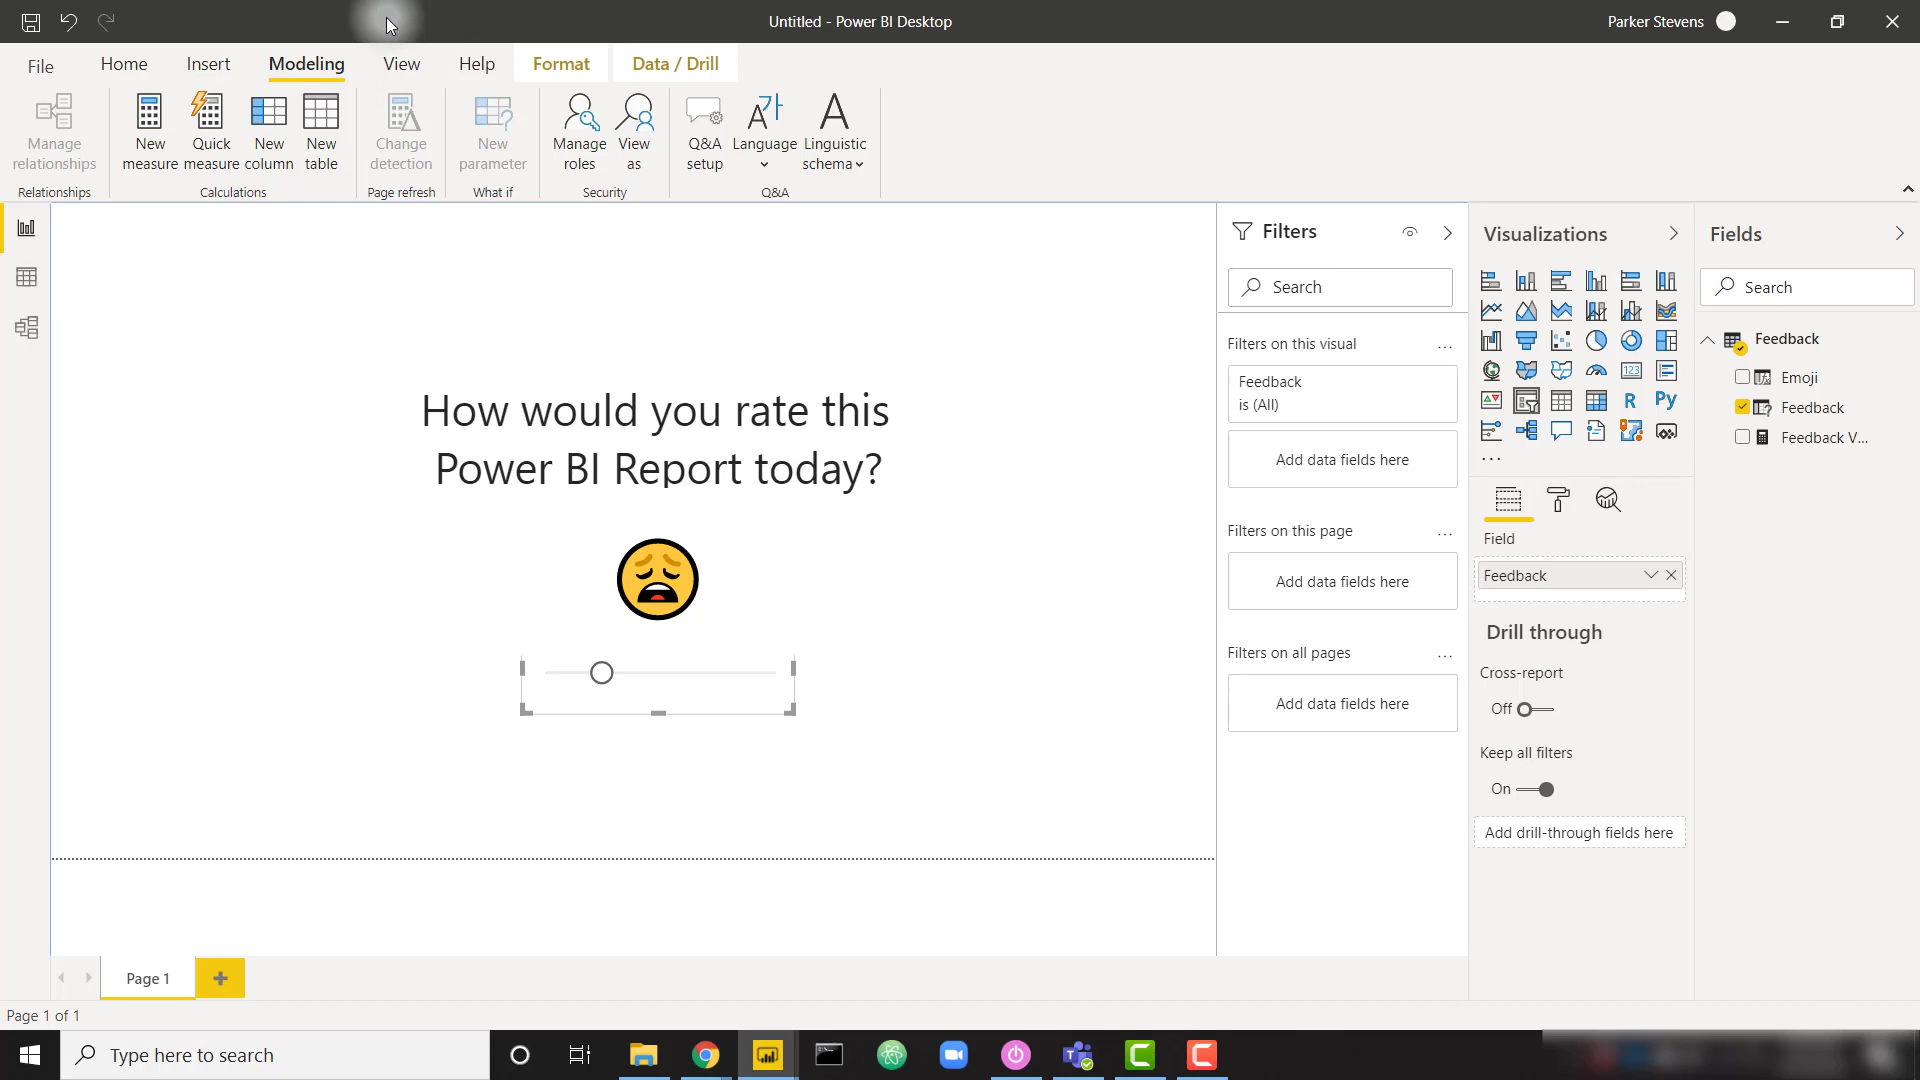 Untitled - Power BI Desktop
Parker Stevens
File
Home
Insert
Modeling
View
Help
Format
Data / Drill
Manage
relationships
New
measure
Quick
measure
New
column
New
table
Change
detection
New
parameter
Manage
roles
View
as
Q&A
setup
Language
Linguistic
schema
Relationships
Calculations
Page refresh
What if
Security
Q&A
How would you rate this
Power BI Report today?
Filters
Search
Filters on this visual
...
Feedback
is (All)
Add data fields here
Filters on this page
...
Add data fields here
Filters on all pages
...
Add data fields here
Visualizations
123
R
Py
...
Field
Feedback
Drill through
Cross-report
Off
Keep all filters
On
Add drill-through fields here
Fields
Search
Feedback
Emoji
Feedback
Feedback V...
Page 1
Page 1 of 1
Type here to search